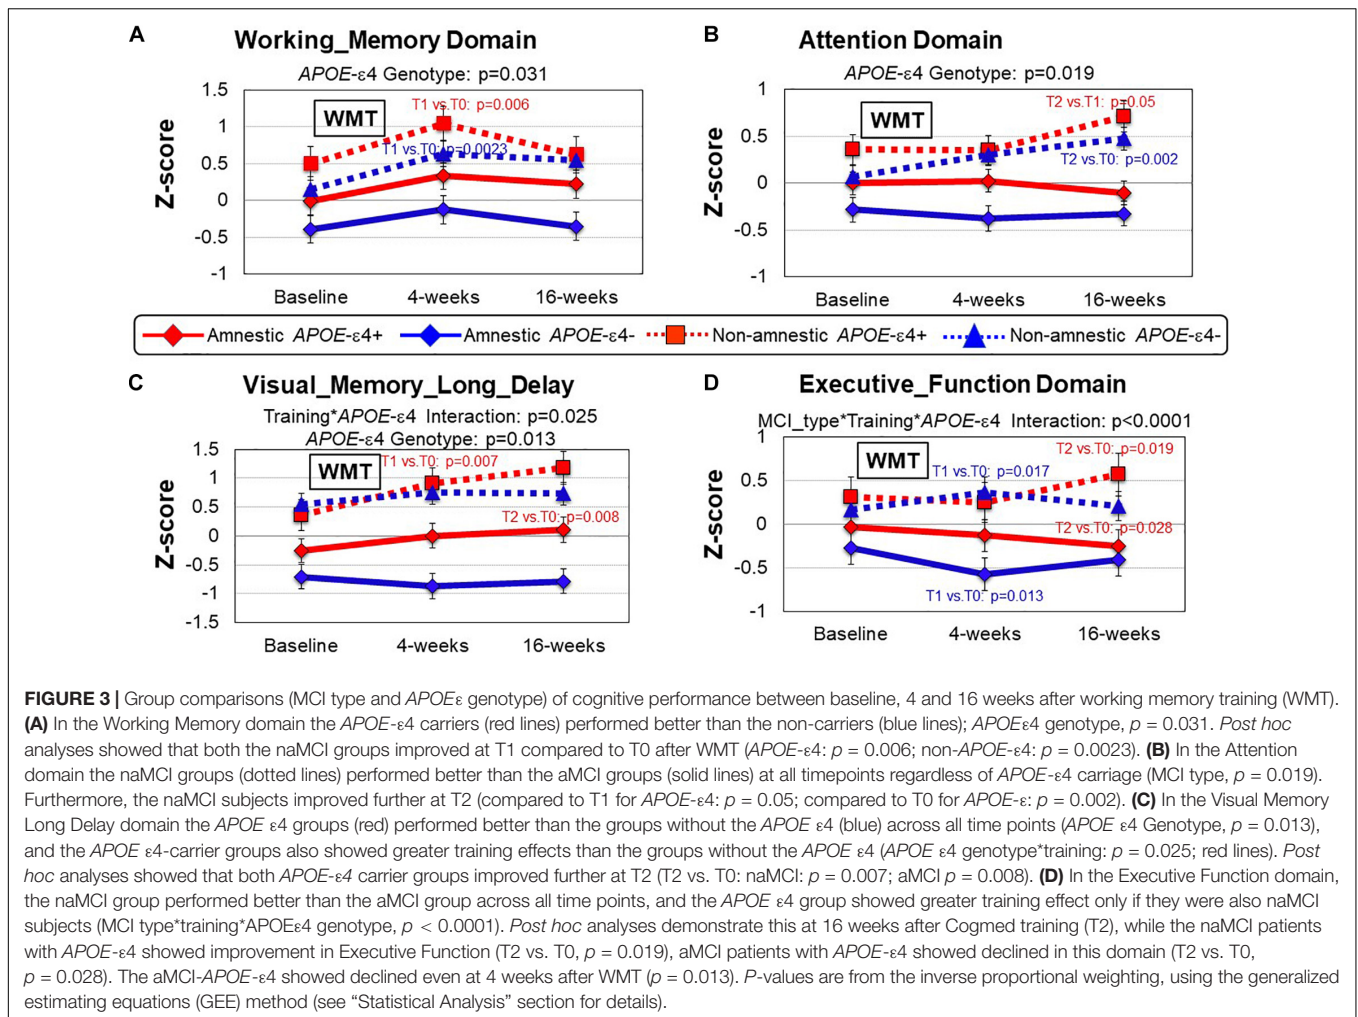 A
Working_Memory Domain
APOE-ε4 Genotype: p=0.031
Z-score
1.5
1
0.5
0
-0.5
-1
WMT
T1 vs.T0: p=0.006
T1 vs.T0: p=0.0023
Baseline 4-weeks 16-weeks
B
Attention Domain
APOE-ε4 Genotype: p=0.019
Z-score
1
0.5
0
-0.5
-1
WMT
T2 vs.T1: p=0.05
T2 vs.T0: p=0.002
Baseline 4-weeks 16-weeks
Amnestic APOE-ε4+ Amnestic APOE-ε4- Non-amnestic APOE-ε4+ Non-amnestic APOE-ε4-
C
Visual_Memory_Long_Delay
Training*APOE-ε4 Interaction: p=0.025
APOE-ε4 Genotype: p=0.013
Z-score
1.5
1
0.5
0
-0.5
-1
-1.5
WMT
T1 vs.T0: p=0.007
T2 vs.T0: p=0.008
Baseline 4-weeks 16-weeks
D
Executive_Function Domain
MCI_type*Training*APOE-ε4 Interaction: p<0.0001
Z-score
1
0.5
0
-0.5
-1
WMT
T2 vs.T0: p=0.019
T1 vs.T0: p=0.017
T2 vs.T0: p=0.028
T1 vs.T0: p=0.013
Baseline 4-weeks 16-weeks
FIGURE 3 | Group comparisons (MCI type and APOEε genotype) of cognitive performance between baseline, 4 and 16 weeks after working memory training (WMT).
(A) In the Working Memory domain the APOE-ε4 carriers (red lines) performed better than the non-carriers (blue lines); APOEε4 genotype, p = 0.031. Post hoc
analyses showed that both the naMCI groups improved at T1 compared to T0 after WMT (APOE-ε4: p = 0.006; non-APOE-ε4: p = 0.0023). (B) In the Attention
domain the naMCI groups (dotted lines) performed better than the aMCI groups (solid lines) at all timepoints regardless of APOE-ε4 carriage (MCI type, p = 0.019).
Furthermore, the naMCI subjects improved further at T2 (compared to T1 for APOE-ε4: p = 0.05; compared to T0 for APOE-ε: p = 0.002). (C) In the Visual Memory
Long Delay domain the APOE ε4 groups (red) performed better than the groups without the APOE ε4 (blue) across all time points (APOE ε4 Genotype, p = 0.013),
and the APOE ε4-carrier groups also showed greater training effects than the groups without the APOE ε4 (APOE ε4 genotype*training: p = 0.025; red lines). Post
hoc analyses showed that both APOE-ε4 carrier groups improved further at T2 (T2 vs. T0: naMCI: p = 0.007; aMCI p = 0.008). (D) In the Executive Function domain,
the naMCI group performed better than the aMCI group across all time points, and the APOE ε4 group showed greater training effect only if they were also naMCI
subjects (MCI type*training*APOEε4 genotype, p < 0.0001). Post hoc analyses demonstrate this at 16 weeks after Cogmed training (T2), while the naMCI patients
with APOE-ε4 showed improvement in Executive Function (T2 vs. T0, p = 0.019), aMCI patients with APOE-ε4 showed declined in this domain (T2 vs. T0,
p = 0.028). The aMCI-APOE-ε4 showed declined even at 4 weeks after WMT (p = 0.013). P-values are from the inverse proportional weighting, using the generalized
estimating equations (GEE) method (see “Statistical Analysis” section for details).